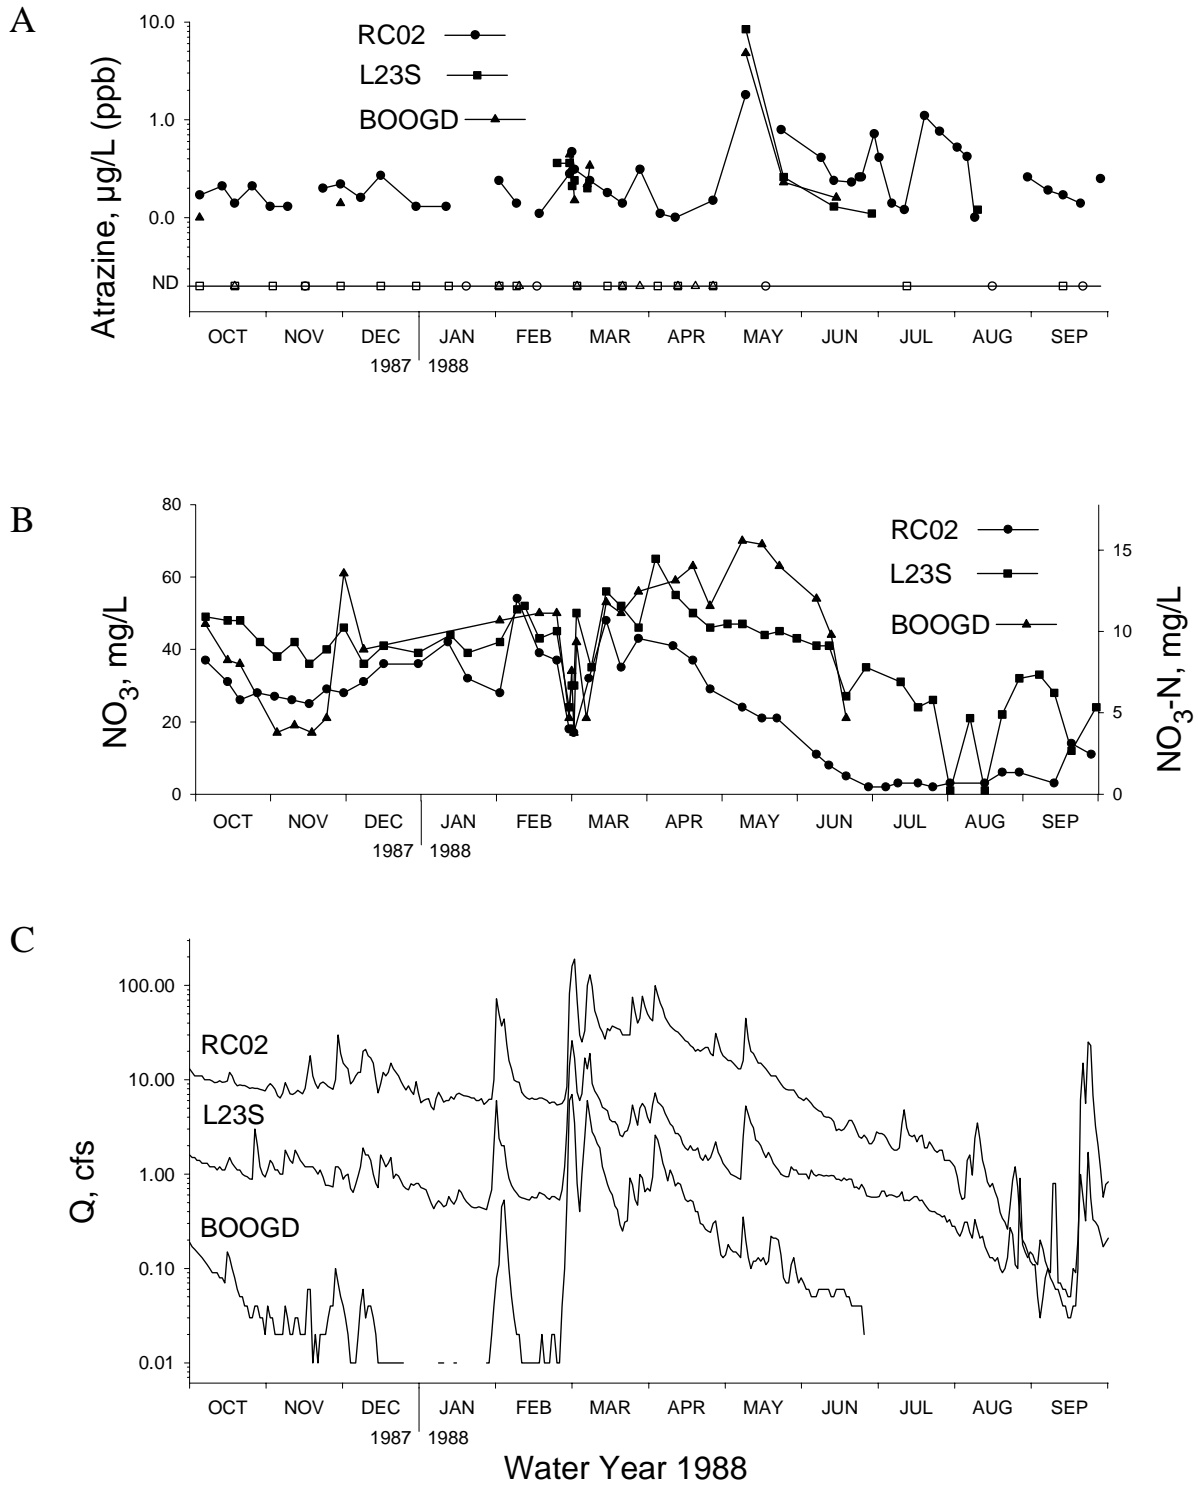 A
Atrazine, µg/L (ppb)
10.0
1.0
0.0
ND
RC02
L23S
BOOGD
OCT NOV DEC JAN FEB MAR APR MAY JUN JUL AUG SEP
1987 1988
B
NO3, mg/L
80
60
40
20
0
RC02
L23S
BOOGD
15
10
5
0
NO3-N, mg/L
OCT NOV DEC JAN FEB MAR APR MAY JUN JUL AUG SEP
1987 1988
C
Q, cfs
100.00
10.00
1.00
0.10
0.01
RC02
L23S
BOOGD
OCT NOV DEC JAN FEB MAR APR MAY JUN JUL AUG SEP
1987 1988
Water Year 1988